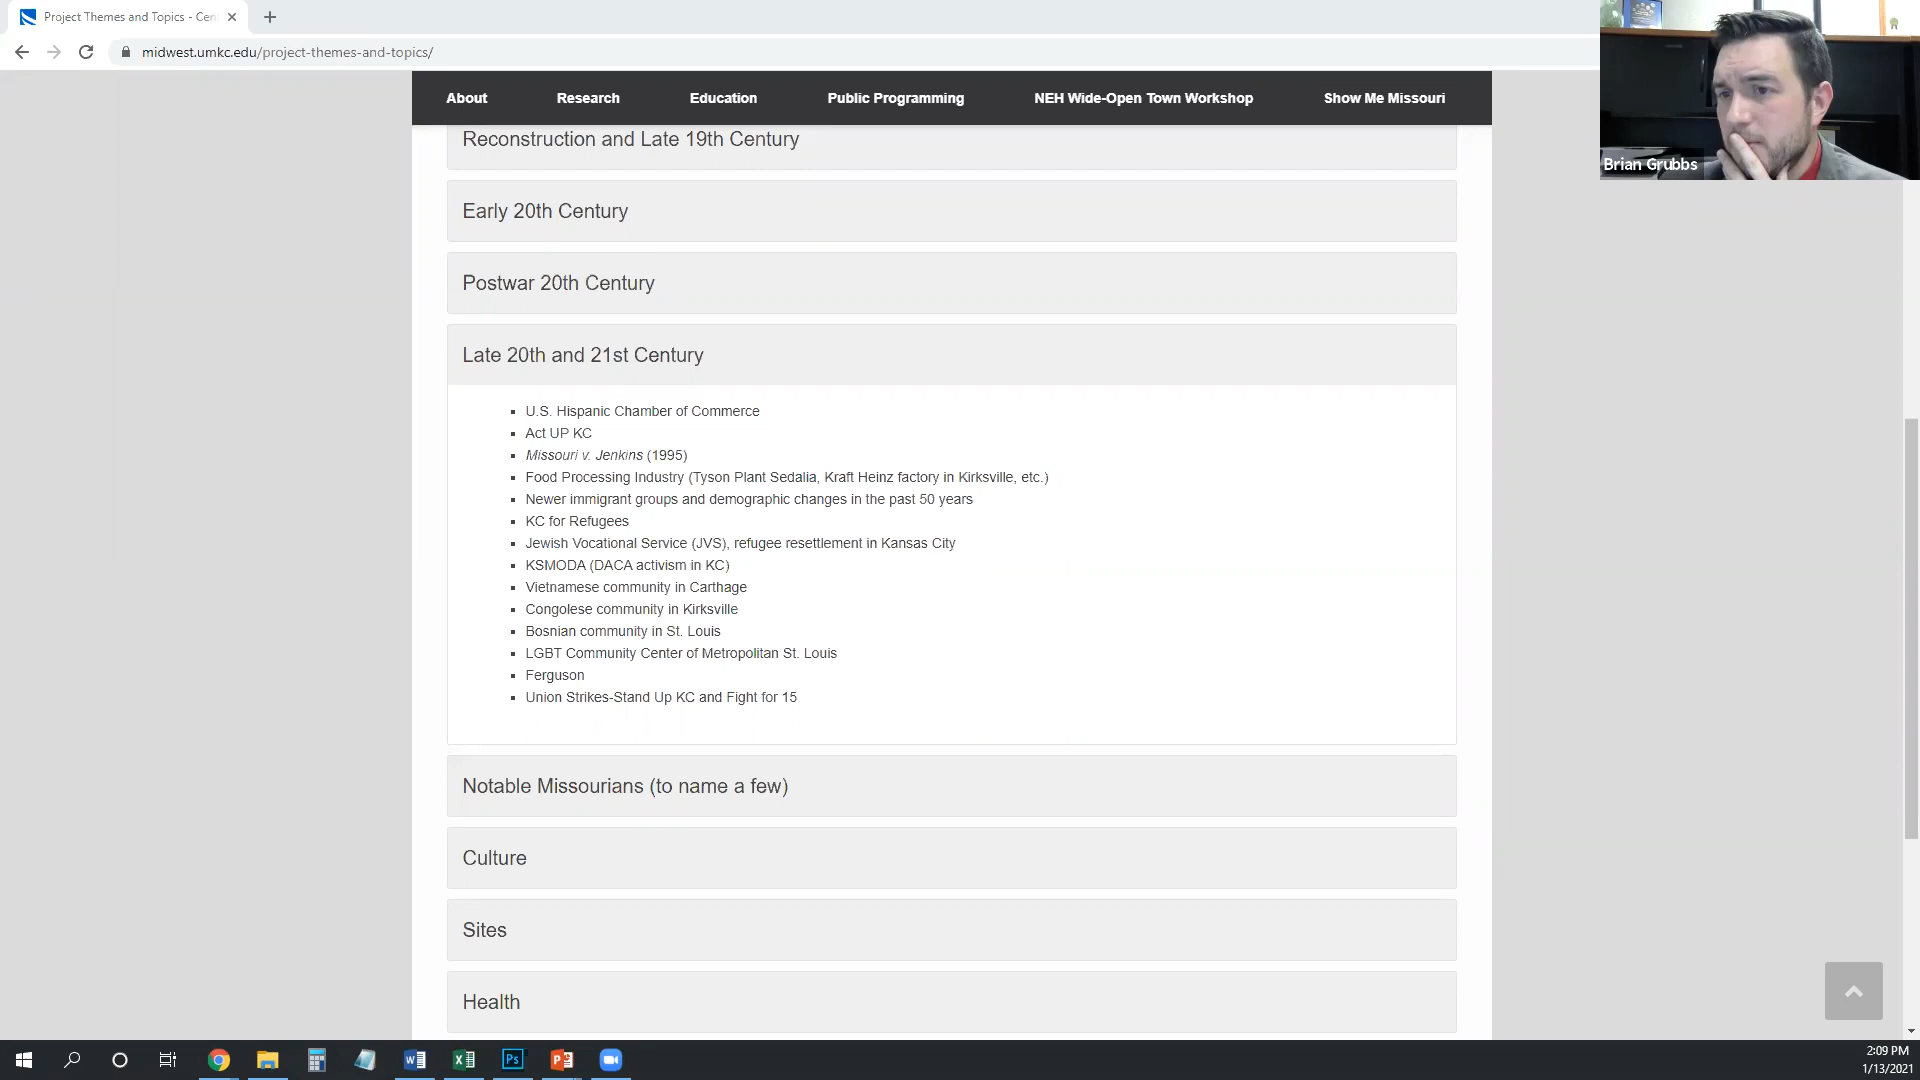 Project Themes and Topics - Cen
midwest.umkc.edu/project-themes-and-topics/
About Research Education Public Programming NEH Wide-Open Town Workshop Show Me Missouri
Brian Grubbs
Reconstruction and Late 19th Century
Early 20th Century
Postwar 20th Century
Late 20th and 21st Century
U.S. Hispanic Chamber of Commerce
Act UP KC
Missouri v. Jenkins (1995)
Food Processing Industry (Tyson Plant Sedalia, Kraft Heinz factory in Kirksville, etc.)
Newer immigrant groups and demographic changes in the past 50 years
KC for Refugees
Jewish Vocational Service (JVS), refugee resettlement in Kansas City
KSMODA (DACA activism in KC)
Vietnamese community in Carthage
Congolese community in Kirksville
Bosnian community in St. Louis
LGBT Community Center of Metropolitan St. Louis
Ferguson
Union Strikes-Stand Up KC and Fight for 15
Notable Missourians (to name a few)
Culture
Sites
Health
2:09 PM
1/13/2021